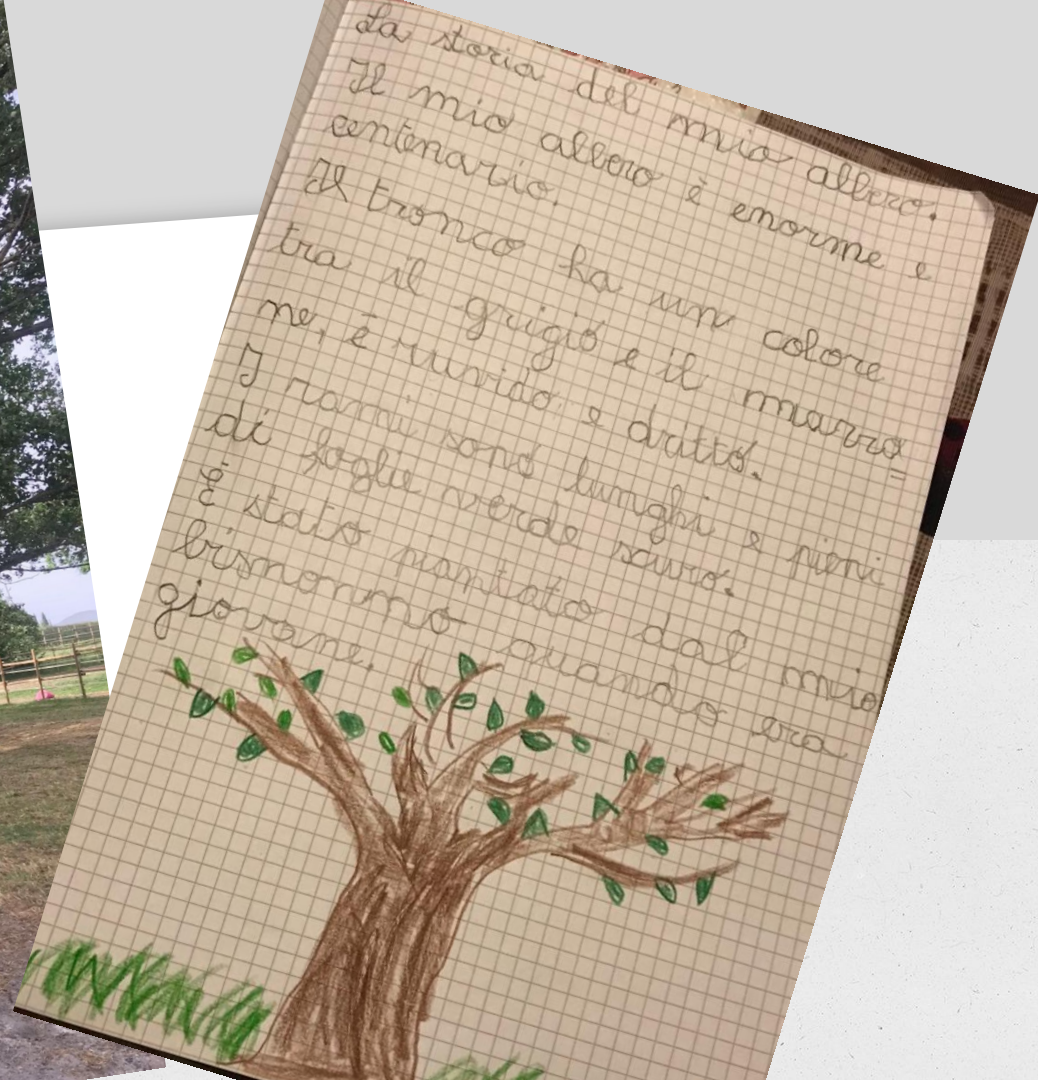 La storia del mio albero.
Il mio albero è enorme e
centenario.
Il tronco ha un colore
tra il grigio e il marro=
ne, é ruvido e dritto.
I rami sono lunghi e pieni
di foglie verde scuro.
È stato piantato dal mio
bisnonno quando era
giovane.